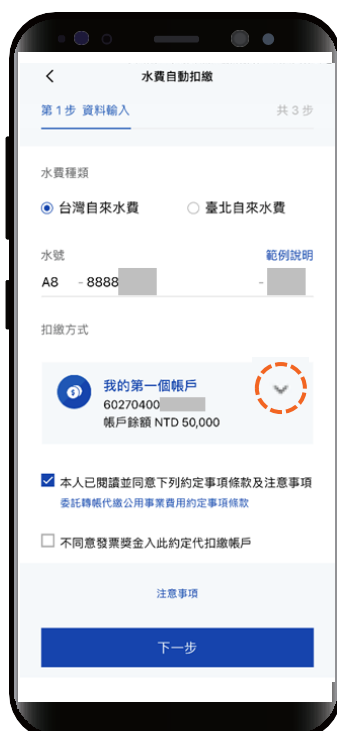 水費自動扣繳
第1步 資料輸入 共3步
水費種類
台灣自來水費 臺北自來水費
水號 範例說明
A8 - 8888 -
扣繳方式
我的第一個帳戶
60270400
帳戶餘額 NTD 50,000
本人已閱讀並同意下列約定事項條款及注意事項
委託轉帳代繳公用事業費用約定事項條款
不同意發票獎金入此約定代扣繳帳戶
注意事項
下一步